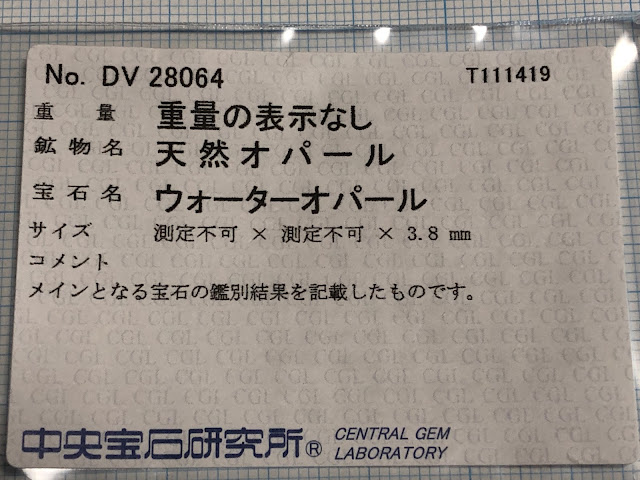 No. DV 28064 T111419
重量 重量の表示なし
鉱物名 天然オパール
宝石名 ウォーターオパール
サイズ 測定不可 × 測定不可 × 3.8 mm
コメント
メインとなる宝石の鑑別結果を記載したものです。
中央宝石研究所® CENTRAL GEM
LABORATORY